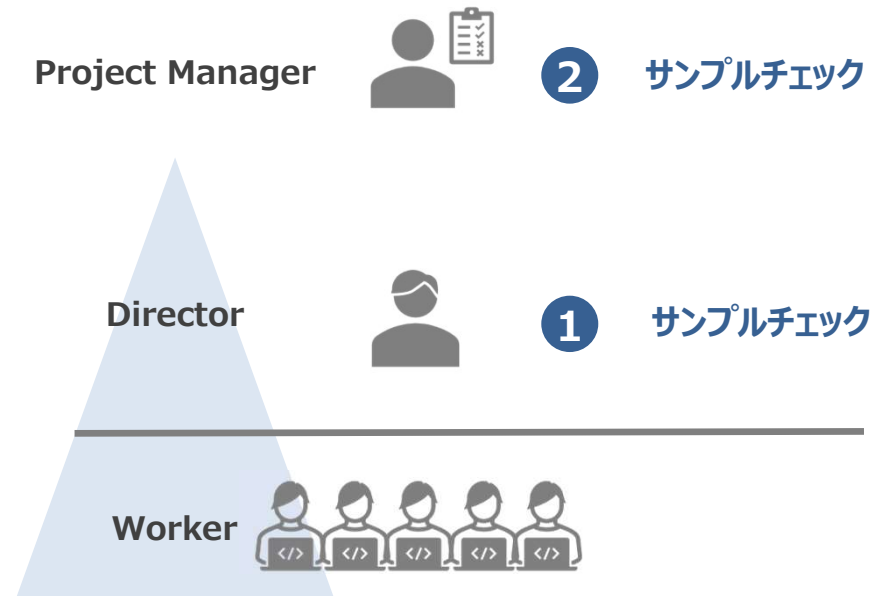 Project Manager
2 サンプルチェック
Director
1 サンプルチェック
Worker
</> </> </> </> </>